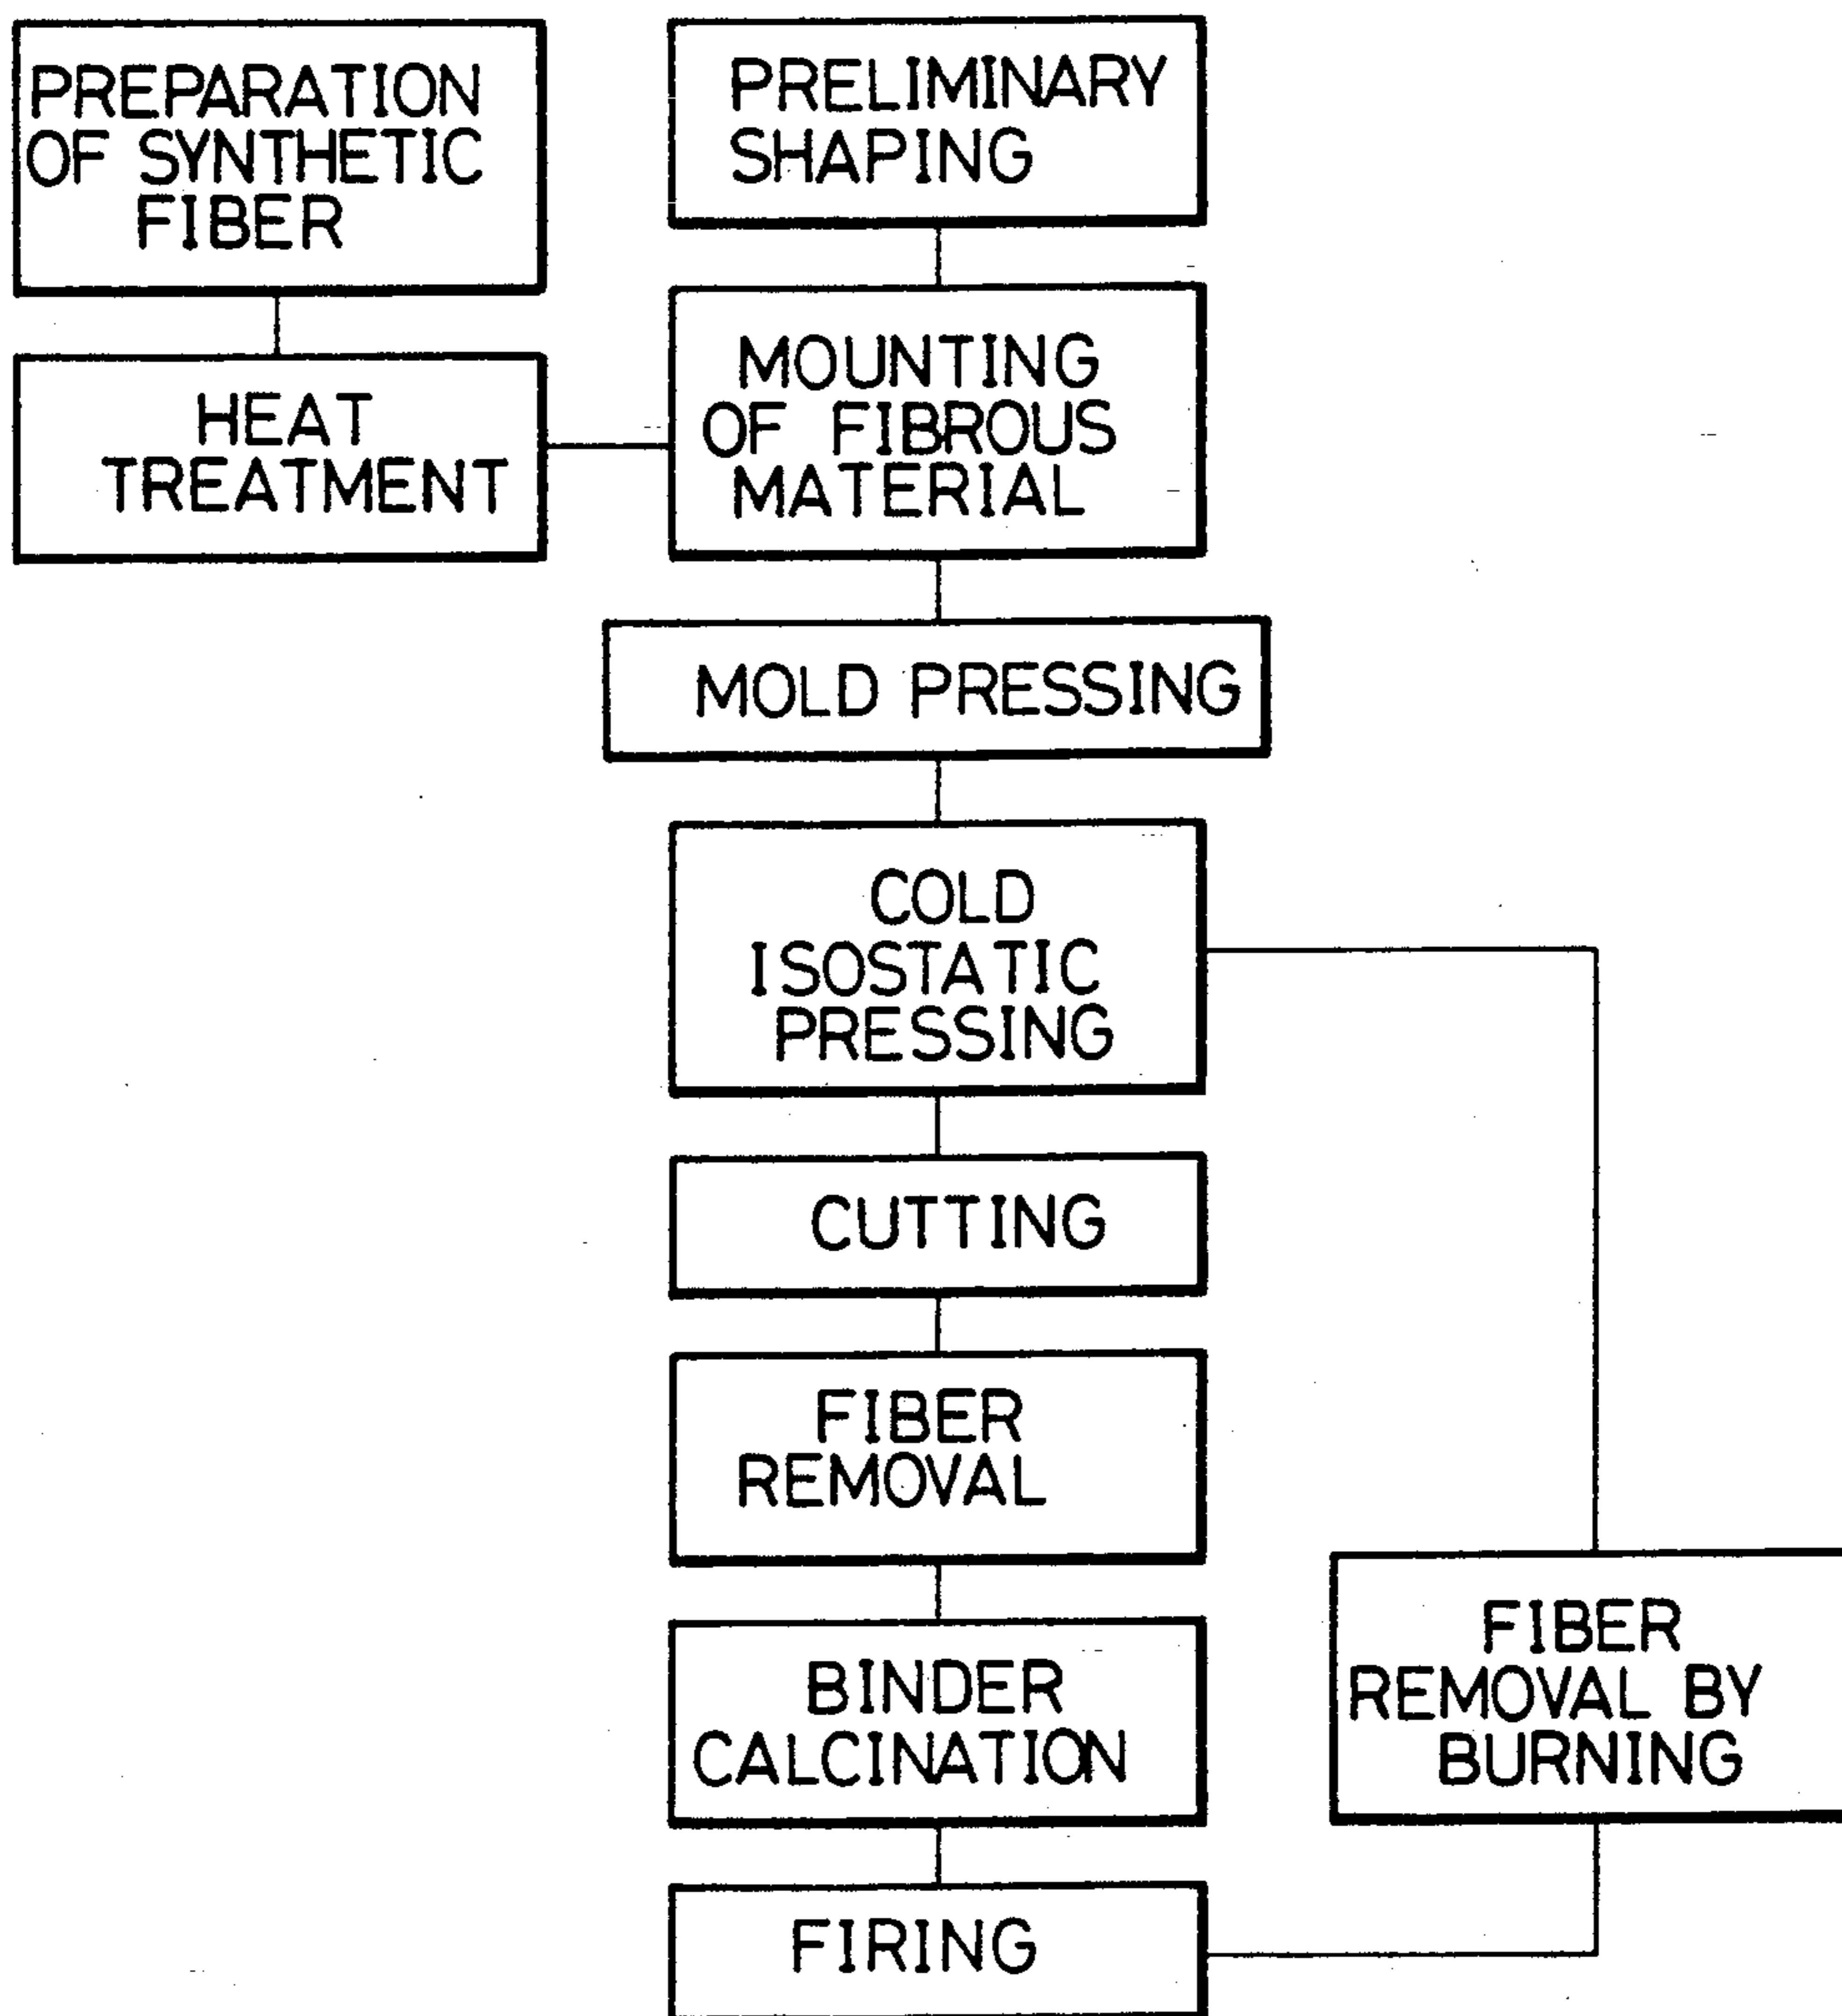 PREPARATION
OF SYNTHETIC
FIBER
PRELIMINARY
SHAPING
HEAT
TREATMENT
MOUNTING
OF FIBROUS
MATERIAL
MOLD PRESSING
COLD
ISOSTATIC
PRESSING
CUTTING
FIBER
REMOVAL
BINDER
CALCINATION
FIBER
REMOVAL BY
BURNING
FIRING